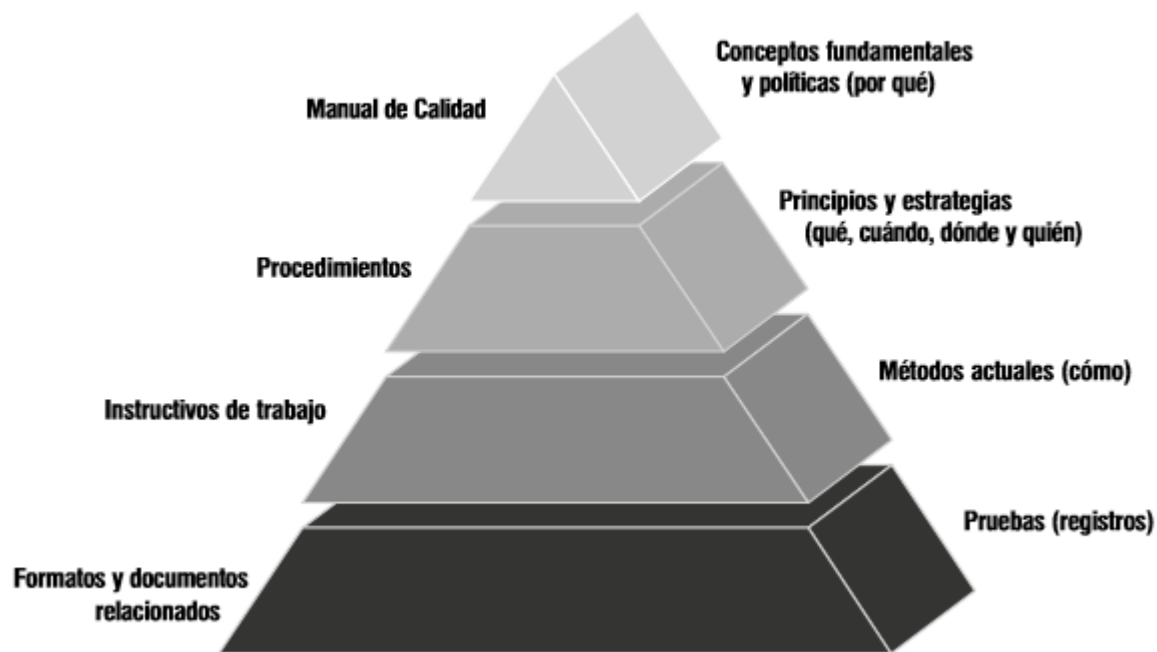 Conceptos fundamentales
y políticas (por qué)
Manual de Calidad
Principios y estrategias
(qué, cuándo, dónde y quién)
Procedimientos
Métodos actuales (cómo)
Instructivos de trabajo
Pruebas (registros)
Formatos y documentos
relacionados